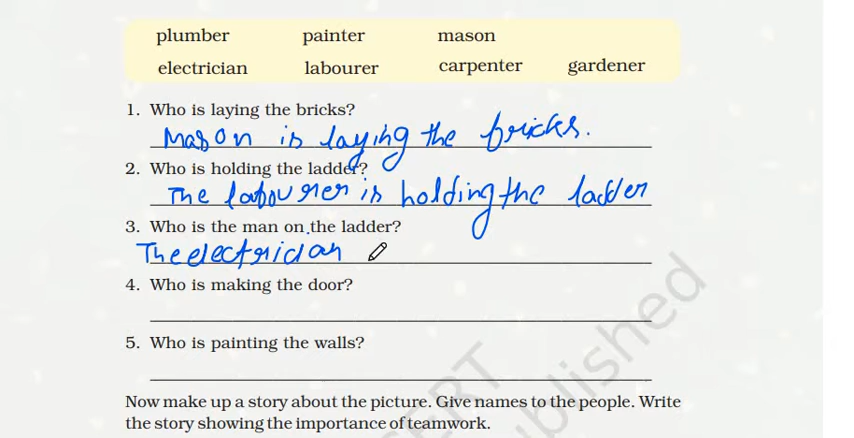 plumber painter mason
electrician labourer carpenter gardener
1. Who is laying the bricks?
Mason is laying the bricks.
2. Who is holding the ladder?
The labourer is holding the ladder
3. Who is the man on the ladder?
The electrician
4. Who is making the door?
5. Who is painting the walls?
Now make up a story about the picture. Give names to the people. Write
the story showing the importance of teamwork.